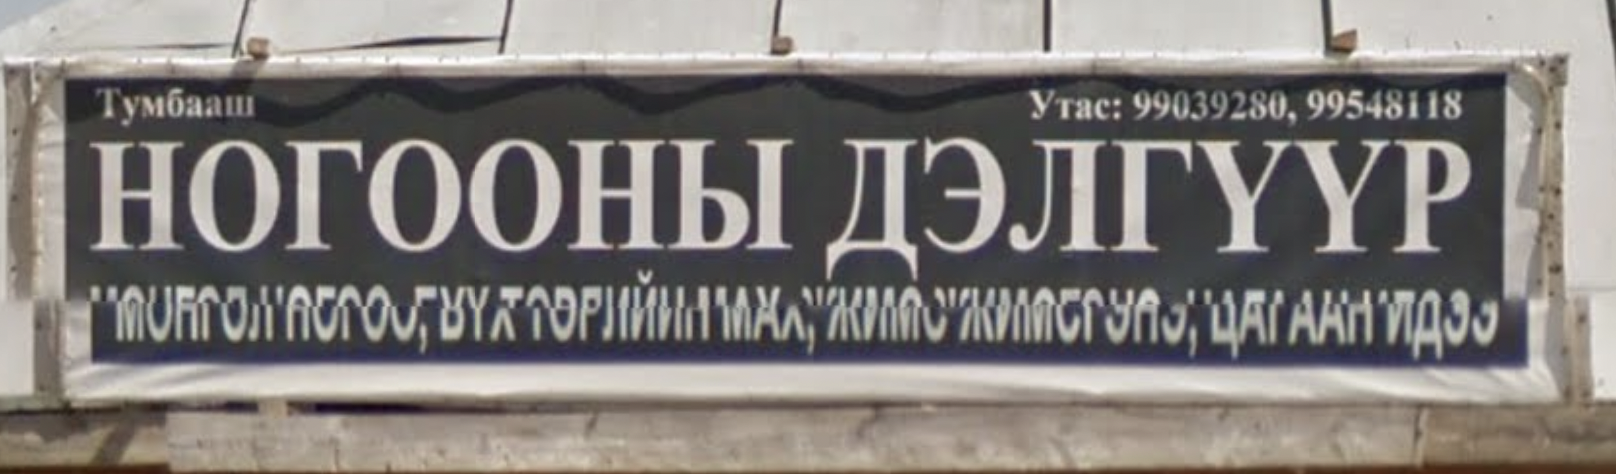 Тумбааш Утас: 99039280, 99548118
НОГООНЫ ДЭЛГҮҮР
МОНГОЛ НОГОО, БҮХ ТӨРЛИЙН МАХ, ЖИМС ЖИМСГЭНЭ, ЦАГААН ИДЭЭ